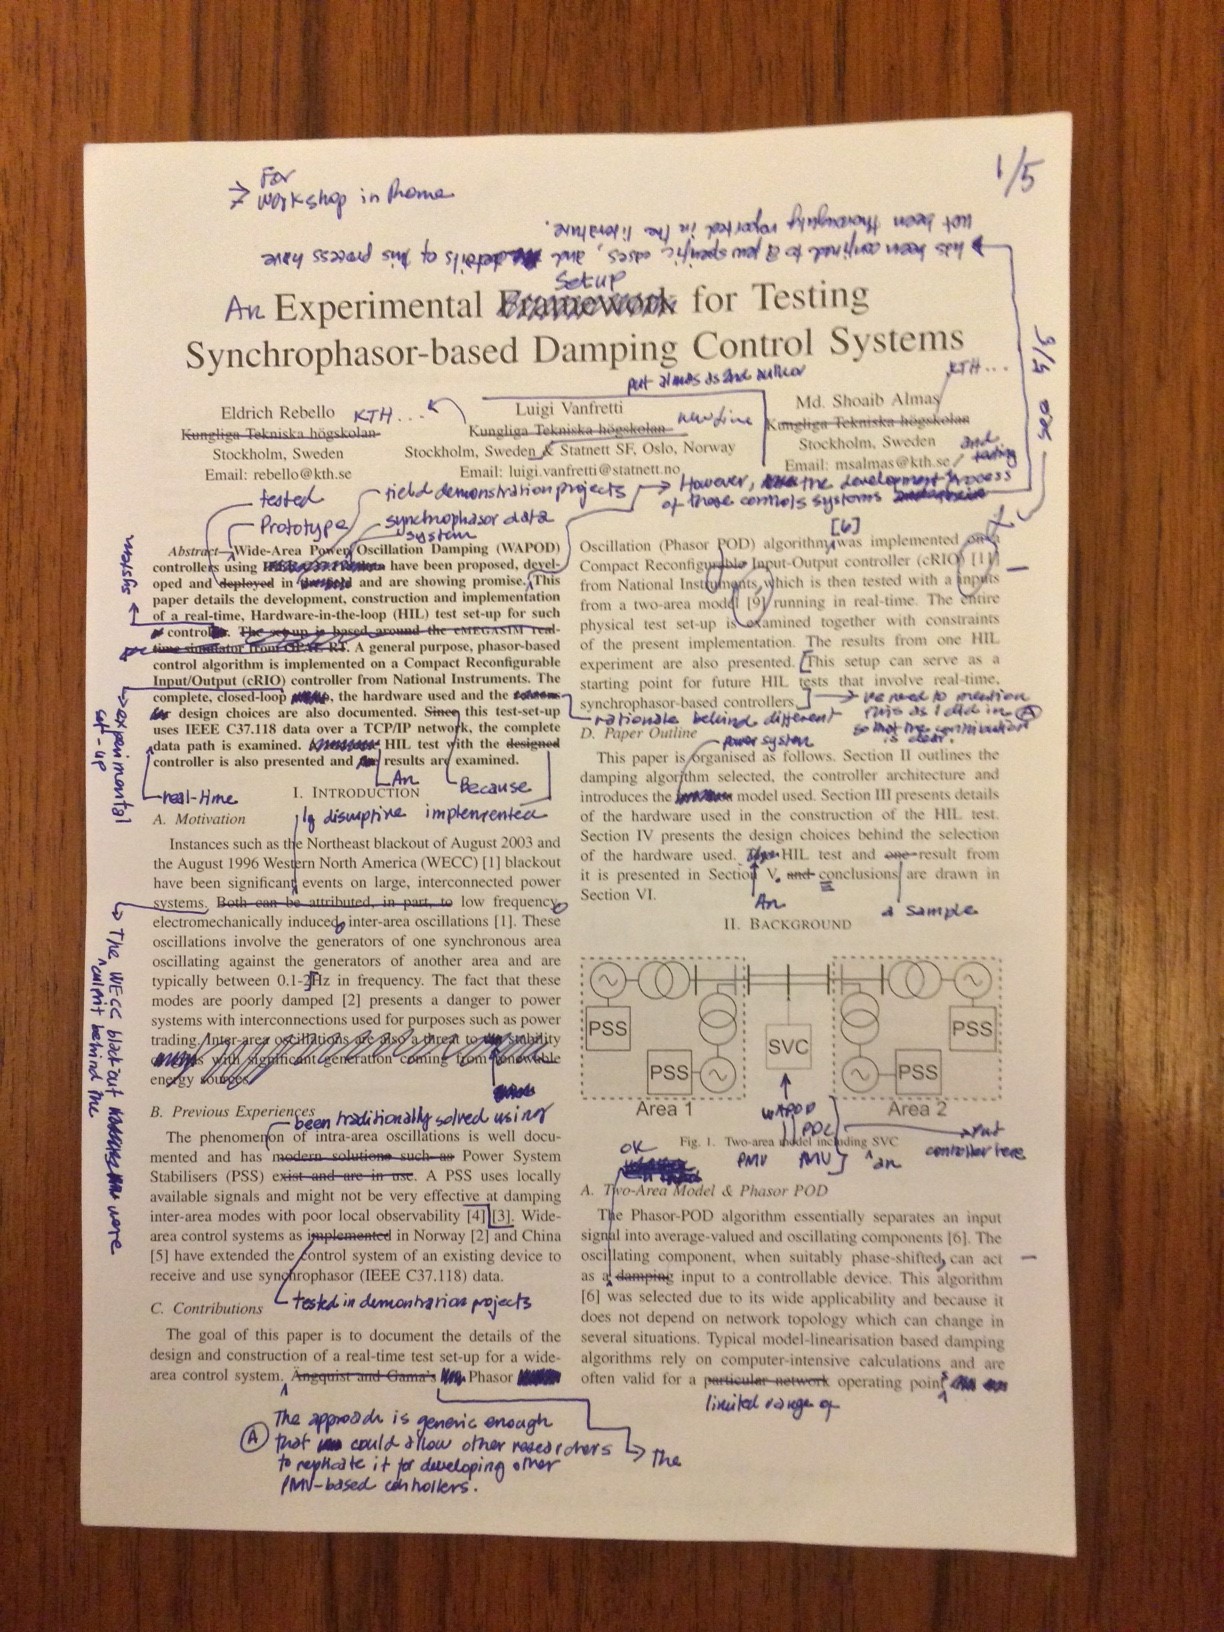 1/5
→ For
workshop in Rome
has been confined to a few specific cases, and details of this process have
not been thoroughly reported in the literature.
Setup
An Experimental Framework for Testing
Synchrophasor-based Damping Control Systems
put almas as 2nd author
KTH...
Eldrich Rebello
KTH...
Kungliga Tekniska högskolan
Stockholm, Sweden
Email: rebello@kth.se
Luigi Vanfretti
new line
Kungliga Tekniska högskolan
Stockholm, Sweden & Statnett SF, Oslo, Norway
Email: luigi.vanfretti@statnett.no
Md. Shoaib Almas
Kungliga Tekniska högskolan
Stockholm, Sweden
Email: msalmas@kth.se
and
testing
tested
field demonstration projects
However, the development process
of those controls systems
Prototype
synchrophasor data
system
system
Abstract—Wide-Area Power Oscillation Damping (WAPOD)
controllers using have been proposed, devel-
oped and deployed in and are showing promise. This
paper details the development, construction and implementation
of a real-time, Hardware-in-the-loop (HIL) test set-up for such
controller. The set-up is based around the eMEGASIM real-
time simulator from OPAL RT. A general purpose, phasor-based
control algorithm is implemented on a Compact Reconfigurable
Input/Output (cRIO) controller from National Instruments. The
complete, closed-loop , the hardware used and the
design choices are also documented. Since this test-set-up
uses IEEE C37.118 data over a TCP/IP network, the complete
data path is examined. HIL test with the designed
controller is also presented and results are examined.
experimental
set-up
real-time
An
Because
I. INTRODUCTION
implemented
A. Motivation
Instances such as the Northeast blackout of August 2003 and
the August 1996 Western North America (WECC) [1] blackout
have been significant events on large, interconnected power
systems. Both can be attributed, in part, to low frequency,
electromechanically induced, inter-area oscillations [1]. These
oscillations involve the generators of one synchronous area
oscillating against the generators of another area and are
typically between 0.1-2Hz in frequency. The fact that these
modes are poorly damped [2] presents a danger to power
systems with interconnections used for purposes such as power
trading. Inter-area oscillations are also a threat to stability
with significant generation coming from renewable
energy sources.
The WECC blackout were
culprit behind the
B. Previous Experiences
been traditionally solved using
The phenomenon of intra-area oscillations is well docu-
mented and has modern solutions such as Power System
Stabilisers (PSS) exist and are in use. A PSS uses locally
available signals and might not be very effective at damping
inter-area modes with poor local observability [4] [3]. Wide-
area control systems as implemented in Norway [2] and China
[5] have extended the control system of an existing device to
receive and use synchrophasor (IEEE C37.118) data.
tested in demonstration projects
C. Contributions
The goal of this paper is to document the details of the
design and construction of a real-time test set-up for a wide-
area control system. Ängquist and Gama's Phasor
The approach is generic enough
(A) that could allow other researchers
to replicate it for developing other
PMU-based controllers.
The
[6]
Oscillation (Phasor POD) algorithm was implemented on a
Compact Reconfigurable Input-Output controller (cRIO) [11]
from National Instruments, which is then tested with a inputs
from a two-area model [9] running in real-time. The entire
physical test set-up is examined together with constraints
of the present implementation. The results from one HIL
experiment are also presented. [This setup can serve as a
starting point for future HIL tests that involve real-time,
synchrophasor-based controllers.]
we need to mention
this as I did in (A)
so that the contribution
is clear.
rationale behind different
D. Paper Outline
power system
This paper is organised as follows. Section II outlines the
damping algorithm selected, the controller architecture and
introduces the model used. Section III presents details
of the hardware used in the construction of the HIL test.
Section IV presents the design choices behind the selection
of the hardware used. HIL test and one result from
it is presented in Section V. and conclusions are drawn in
Section VI.
An
a sample
II. BACKGROUND
PSS
PSS
SVC
PSS
PSS
Area 1
Area 2
WAPOD
PDC
PMU
PMU
put
controller here
Fig. 1. Two-area model including SVC
an
OK
A. Two-Area Model & Phasor POD
The Phasor-POD algorithm essentially separates an input
signal into average-valued and oscillating components [6]. The
oscillating component, when suitably phase-shifted, can act
as a damping input to a controllable device. This algorithm
[6] was selected due to its wide applicability and because it
does not depend on network topology which can change in
several situations. Typical model-linearisation based damping
algorithms rely on computer-intensive calculations and are
often valid for a particular network operating point
limited range of